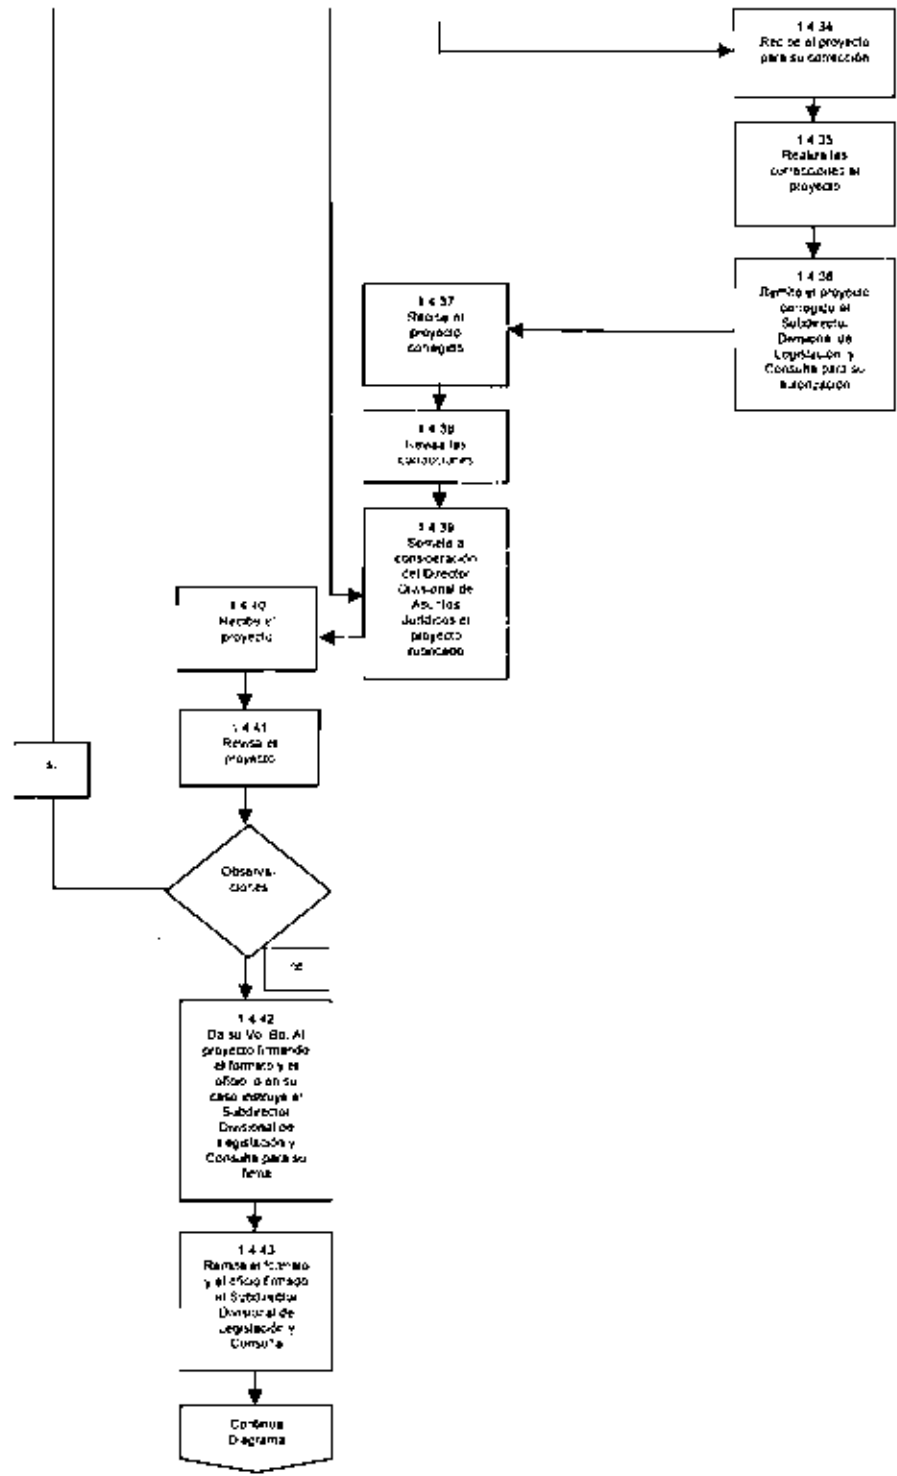 1.4.34
Recibe el proyecto
para su corrección
1.4.35
Realiza las
correcciones al
proyecto
1.4.36
Remite el proyecto
corregido al
Subdirector
Divisional de
Legislación y
Consulta para su
autorización
1.4.37
Recibe el
proyecto
corregido
1.4.38
Revisa las
correcciones
1.4.39
Somete a
consideración
del Director
Divisional de
Asuntos
Jurídicos el
proyecto
rubricado
1.4.40
Recibe el
proyecto
1.4.41
Revisa el
proyecto
Observa-
ciones
1.4.42
Da su Vo. Bo. Al
proyecto firmando
el formato y el
oficio o en su
caso instruye al
Subdirector
Divisional de
Legislación y
Consulta para su
firma
1.4.43
Remite el formato
y el oficio firmado
al Subdirector
Divisional de
Legislación y
Consulta
Continua
Diagrama